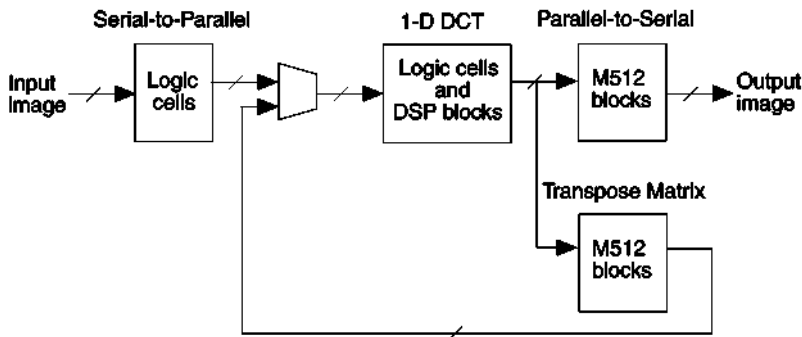 Serial-to-Parallel
1-D DCT
Parallel-to-Serial
Input
Image
Logic
cells
Logic cells
and
DSP blocks
M512
blocks
Output
image
Transpose Matrix
M512
blocks